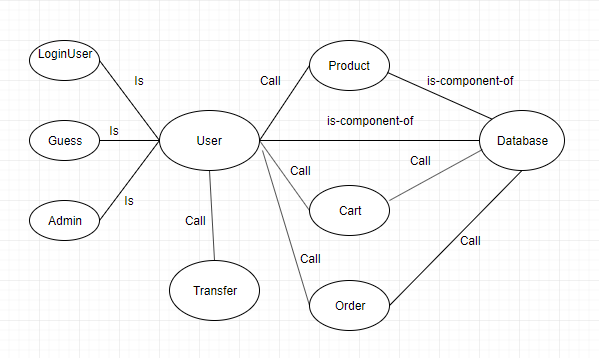 LoginUser
Product
Is
Call
is-component-of
is-component-of
Is
Guess
User
Database
Call
Call
Is
Admin
Call
Cart
Call
Call
Transfer
Order